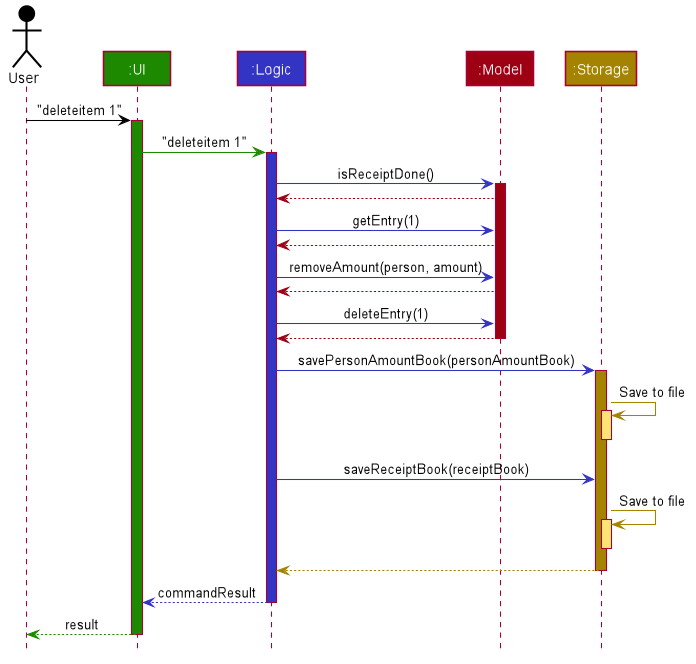 User
:UI
:Logic
:Model
:Storage
"deleteitem 1"
"deleteitem 1"
isReceiptDone()
getEntry(1)
removeAmount(person, amount)
deleteEntry(1)
savePersonAmountBook(personAmountBook)
Save to file
saveReceiptBook(receiptBook)
Save to file
commandResult
result